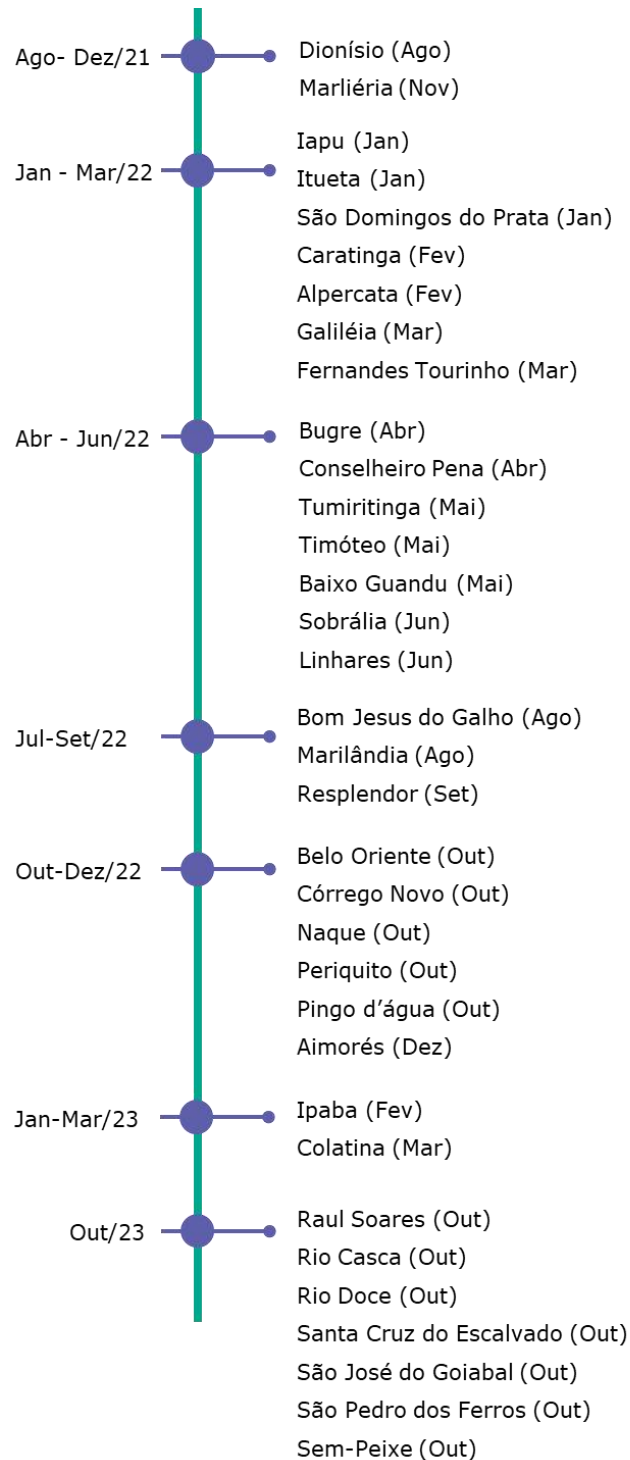 Ago- Dez/21
Dionísio (Ago)
Marliéria (Nov)
Jan - Mar/22
Iapu (Jan)
Itueta (Jan)
São Domingos do Prata (Jan)
Caratinga (Fev)
Alpercata (Fev)
Galiléia (Mar)
Fernandes Tourinho (Mar)
Abr - Jun/22
Bugre (Abr)
Conselheiro Pena (Abr)
Tumiritinga (Mai)
Timóteo (Mai)
Baixo Guandu (Mai)
Sobrália (Jun)
Linhares (Jun)
Jul-Set/22
Bom Jesus do Galho (Ago)
Marilândia (Ago)
Resplendor (Set)
Out-Dez/22
Belo Oriente (Out)
Córrego Novo (Out)
Naque (Out)
Periquito (Out)
Pingo d’água (Out)
Aimorés (Dez)
Jan-Mar/23
Ipaba (Fev)
Colatina (Mar)
Out/23
Raul Soares (Out)
Rio Casca (Out)
Rio Doce (Out)
Santa Cruz do Escalvado (Out)
São José do Goiabal (Out)
São Pedro dos Ferros (Out)
Sem-Peixe (Out)